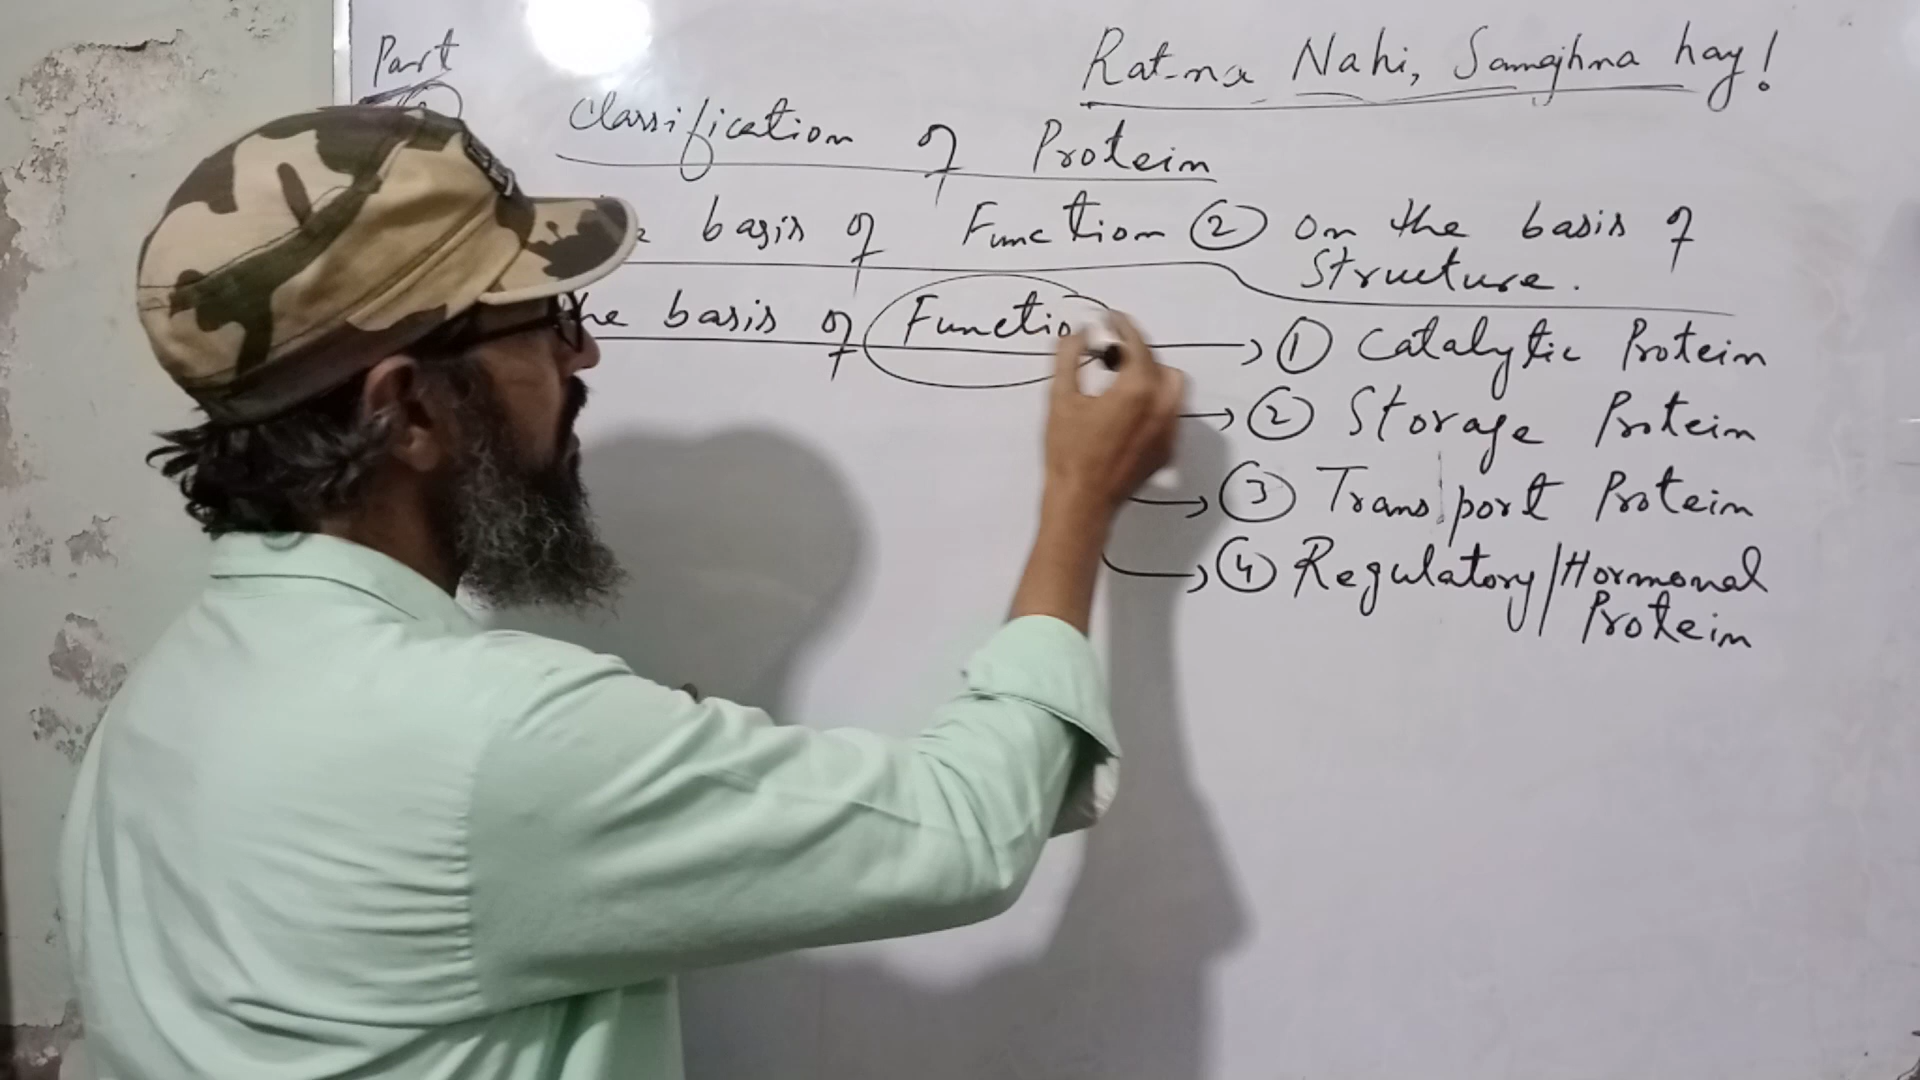 Part
Rat-na Nahi, Samajhna hay!
Classification of Protein
basis of Function ② on the basis of
Structure.
the basis of Functio
① Catalytic Protein
② Storage Protein
③ Transport Protein
④ Regulatory/Hormonal
Protein